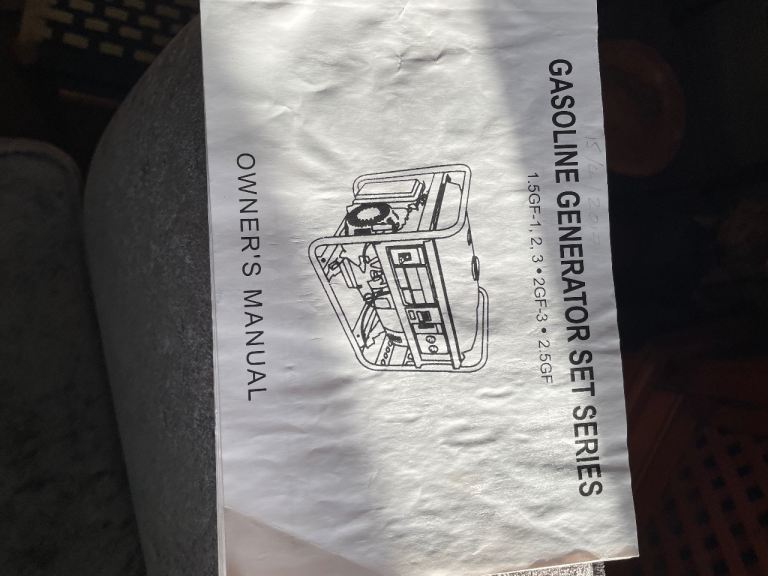 GASOLINE GENERATOR SET SERIES
1.5GF-1, 2, 3 • 2GF-3 • 2.5GF
OWNER'S MANUAL